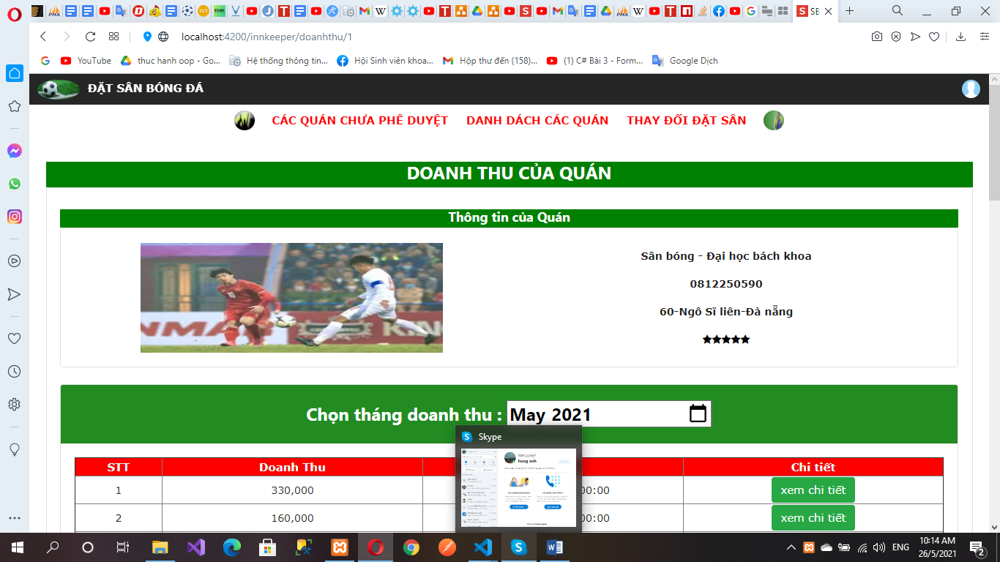 SE
localhost:4200/innkeeper/doanhthu/1
YouTube
thuc hanh oop - Go...
Hệ thống thông tin...
Hội Sinh viên khoa...
Hộp thư đến (158)...
(1) C# Bài 3 - Form...
Google Dịch
ĐẶT SÂN BÓNG ĐÁ
CÁC QUÁN CHƯA PHÊ DUYỆT
DANH DÁCH CÁC QUÁN
THAY ĐỔI ĐẶT SÂN
DOANH THU CỦA QUÁN
Thông tin của Quán
Sân bóng - Đại học bách khoa
0812250590
60-Ngô Sĩ liên-Đà nẵng
Chọn tháng doanh thu : May 2021
Skype
Welcome!
hung anh
STT Doanh Thu Chi tiết
1 330,000 00:00 xem chi tiết
2 160,000 00:00 xem chi tiết
ENG
10:14 AM
26/5/2021
2